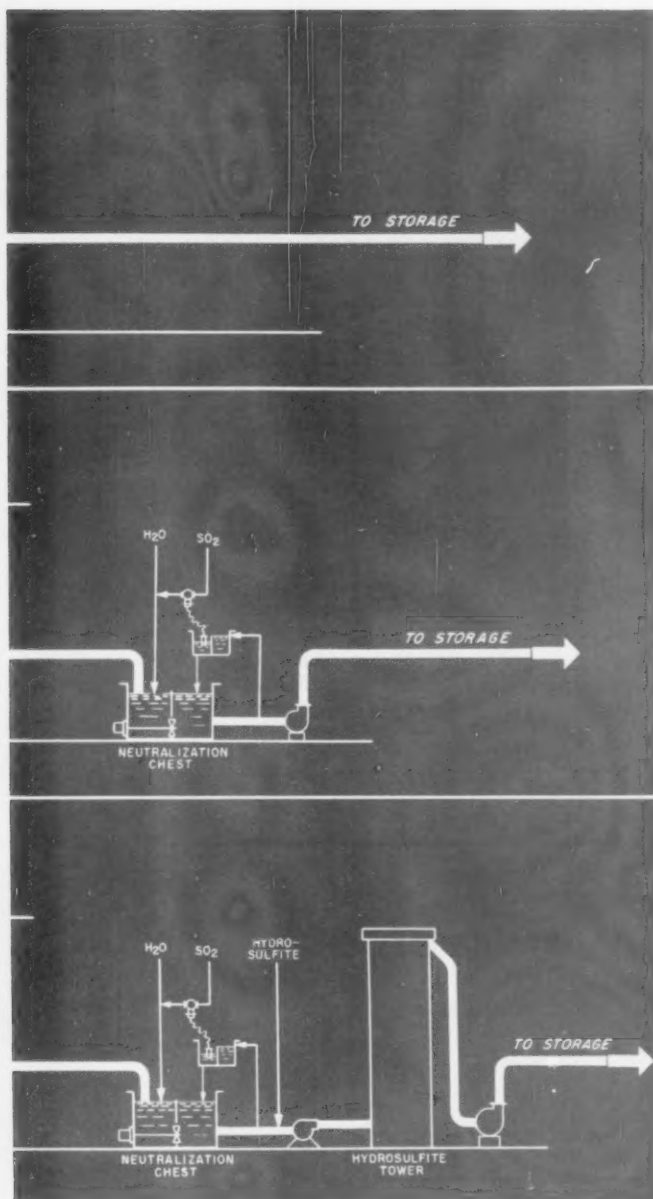 TO STORAGE
H2O SO2
TO STORAGE
NEUTRALIZATION
CHEST
H2O SO2 HYDRO-
SULFITE
TO STORAGE
NEUTRALIZATION
CHEST
HYDROSULFITE
TOWER